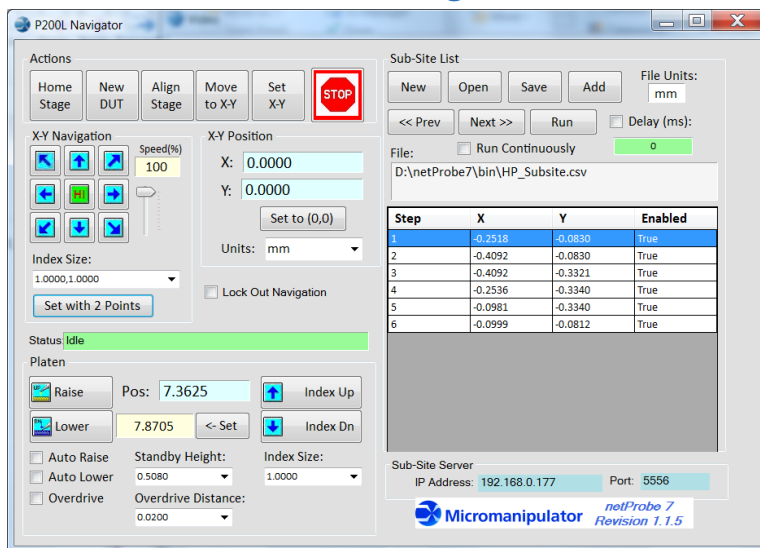 P200L Navigator
Actions
Home Stage
New DUT
Align Stage
Move to X-Y
Set X-Y
STOP
X-Y Navigation
Speed(%)
100
HI
Index Size:
1.0000,1.0000
Set with 2 Points
X-Y Position
X: 0.0000
Y: 0.0000
Set to (0,0)
Units: mm
Lock Out Navigation
Status: Idle
Platen
UP Raise Pos: 7.3625 Index Up
DN Lower 7.8705 <- Set Index Dn
Auto Raise
Auto Lower
Overdrive
Standby Height:
0.5080
Overdrive Distance:
0.0200
Index Size:
1.0000
Sub-Site List
New Open Save Add
File Units:
mm
<< Prev Next >> Run Delay (ms):
0
File: Run Continuously
D:\netProbe7\bin\HP_Subsite.csv
Step X Y Enabled
1 -0.2518 -0.0830 True
2 -0.4092 -0.0830 True
3 -0.4092 -0.3321 True
4 -0.2536 -0.3340 True
5 -0.0981 -0.3340 True
6 -0.0999 -0.0812 True
Sub-Site Server
IP Address: 192.168.0.177 Port: 5556
Micromanipulator
netProbe 7
Revision 1.1.5